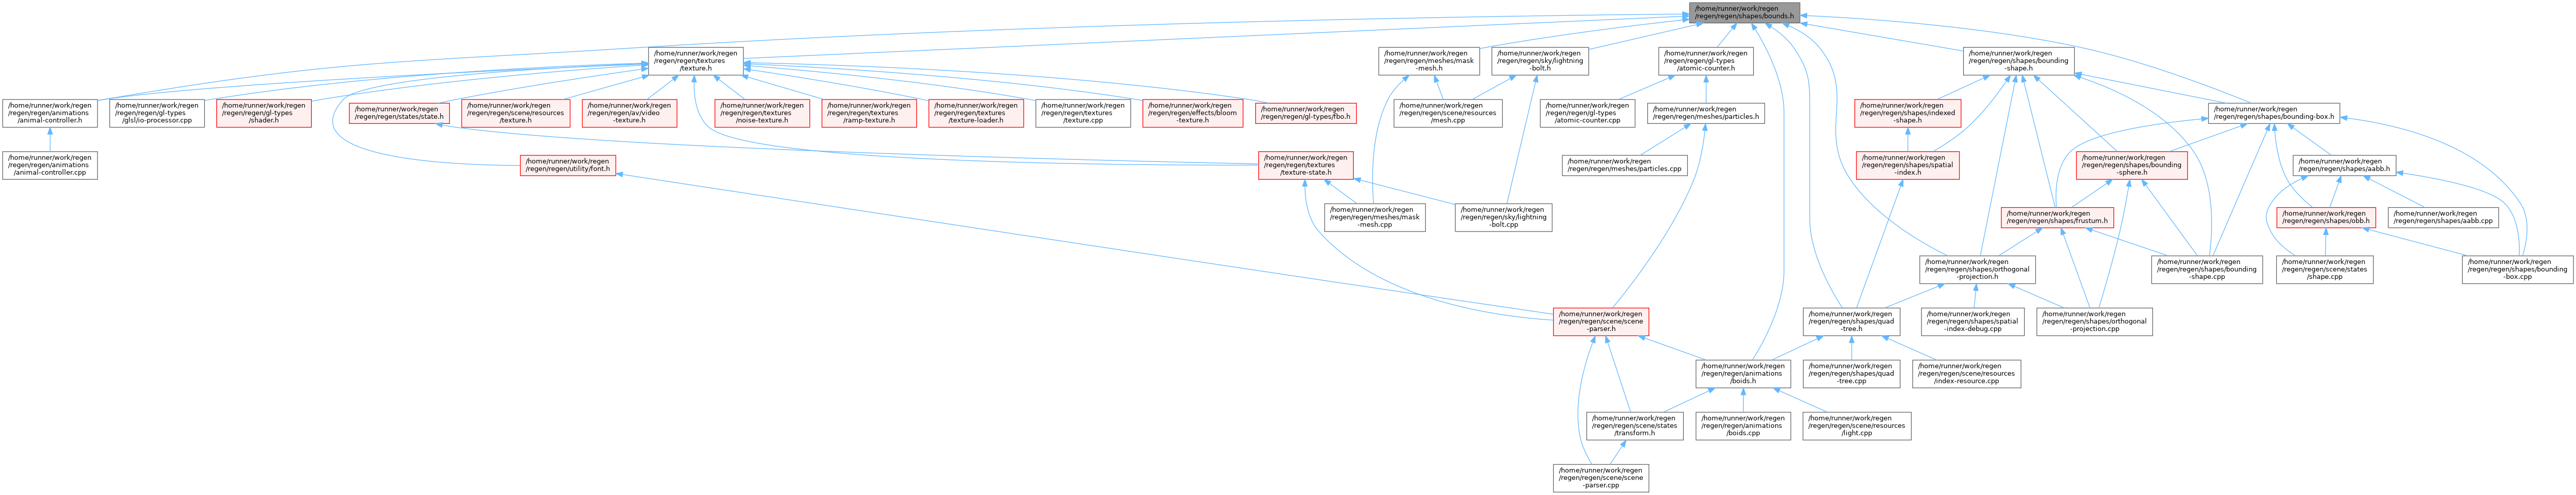 /home/runner/work/regen
/regen/regen/shapes/bounds.h
/home/runner/work/regen
/regen/regen/textures
/texture.h
/home/runner/work/regen
/regen/regen/meshes/mask
-mesh.h
/home/runner/work/regen
/regen/regen/sky/lightning
-bolt.h
/home/runner/work/regen
/regen/regen/gl-types
/atomic-counter.h
/home/runner/work/regen
/regen/regen/shapes/bounding
-shape.h
/home/runner/work/regen
/regen/regen/animations
/animal-controller.h
/home/runner/work/regen
/regen/regen/gl-types
/glsl/io-processor.cpp
/home/runner/work/regen
/regen/regen/gl-types
/shader.h
/home/runner/work/regen
/regen/regen/states/state.h
/home/runner/work/regen
/regen/regen/scene/resources
/texture.h
/home/runner/work/regen
/regen/regen/av/video
-texture.h
/home/runner/work/regen
/regen/regen/textures
/noise-texture.h
/home/runner/work/regen
/regen/regen/textures
/ramp-texture.h
/home/runner/work/regen
/regen/regen/textures
/texture-loader.h
/home/runner/work/regen
/regen/regen/textures
/texture.cpp
/home/runner/work/regen
/regen/regen/effects/bloom
-texture.h
/home/runner/work/regen
/regen/regen/gl-types/fbo.h
/home/runner/work/regen
/regen/regen/scene/resources
/mesh.cpp
/home/runner/work/regen
/regen/regen/gl-types
/atomic-counter.cpp
/home/runner/work/regen
/regen/regen/meshes/particles.h
/home/runner/work/regen
/regen/regen/shapes/indexed
-shape.h
/home/runner/work/regen
/regen/regen/shapes/bounding-box.h
/home/runner/work/regen
/regen/regen/animations
/animal-controller.cpp
/home/runner/work/regen
/regen/regen/utility/font.h
/home/runner/work/regen
/regen/regen/textures
/texture-state.h
/home/runner/work/regen
/regen/regen/meshes/particles.cpp
/home/runner/work/regen
/regen/regen/shapes/spatial
-index.h
/home/runner/work/regen
/regen/regen/shapes/bounding
-sphere.h
/home/runner/work/regen
/regen/regen/shapes/aabb.h
/home/runner/work/regen
/regen/regen/meshes/mask
-mesh.cpp
/home/runner/work/regen
/regen/regen/sky/lightning
-bolt.cpp
/home/runner/work/regen
/regen/regen/shapes/frustum.h
/home/runner/work/regen
/regen/regen/shapes/obb.h
/home/runner/work/regen
/regen/regen/shapes/aabb.cpp
/home/runner/work/regen
/regen/regen/shapes/orthogonal
-projection.h
/home/runner/work/regen
/regen/regen/shapes/bounding
-shape.cpp
/home/runner/work/regen
/regen/regen/scene/states
/shape.cpp
/home/runner/work/regen
/regen/regen/shapes/bounding
-box.cpp
/home/runner/work/regen
/regen/regen/scene/scene
-parser.h
/home/runner/work/regen
/regen/regen/shapes/quad
-tree.h
/home/runner/work/regen
/regen/regen/shapes/spatial
-index-debug.cpp
/home/runner/work/regen
/regen/regen/shapes/orthogonal
-projection.cpp
/home/runner/work/regen
/regen/regen/animations
/boids.h
/home/runner/work/regen
/regen/regen/shapes/quad
-tree.cpp
/home/runner/work/regen
/regen/regen/scene/resources
/index-resource.cpp
/home/runner/work/regen
/regen/regen/scene/states
/transform.h
/home/runner/work/regen
/regen/regen/animations
/boids.cpp
/home/runner/work/regen
/regen/regen/scene/resources
/light.cpp
/home/runner/work/regen
/regen/regen/scene/scene
-parser.cpp